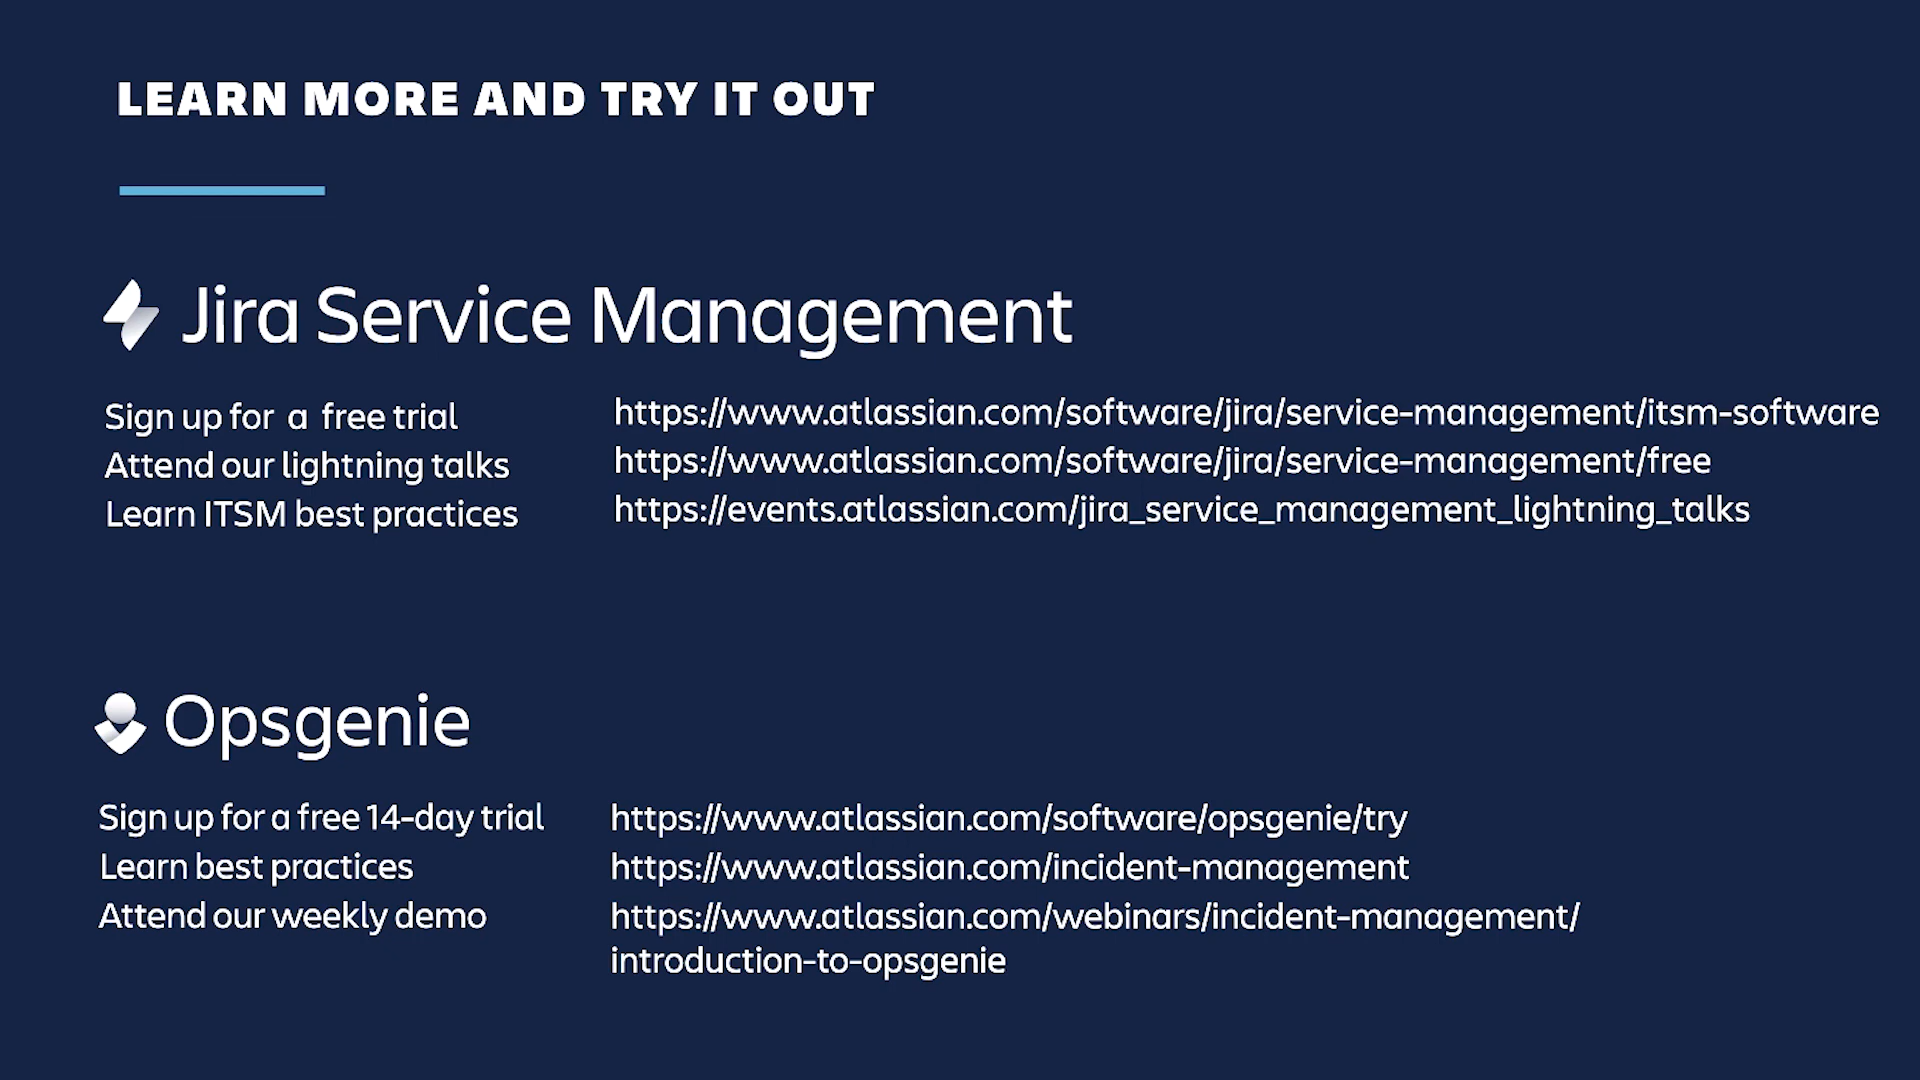 LEARN MORE AND TRY IT OUT
Jira Service Management
Sign up for a free trial
Attend our lightning talks
Learn ITSM best practices
https://www.atlassian.com/software/jira/service-management/itsm-software
https://www.atlassian.com/software/jira/service-management/free
https://events.atlassian.com/jira_service_management_lightning_talks
Opsgenie
Sign up for a free 14-day trial
Learn best practices
Attend our weekly demo
https://www.atlassian.com/software/opsgenie/try
https://www.atlassian.com/incident-management
https://www.atlassian.com/webinars/incident-management/
introduction-to-opsgenie